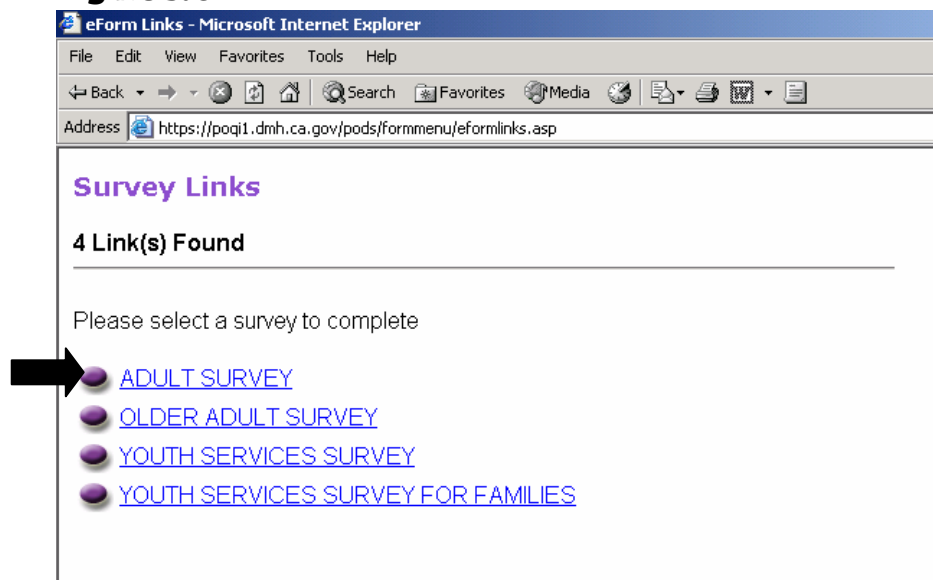 eForm Links - Microsoft Internet Explorer
File Edit View Favorites Tools Help
Back Search Favorites Media
Address https://poqi1.dmh.ca.gov/pods/formmenu/eformlinks.asp
Survey Links
4 Link(s) Found
Please select a survey to complete
ADULT SURVEY
OLDER ADULT SURVEY
YOUTH SERVICES SURVEY
YOUTH SERVICES SURVEY FOR FAMILIES